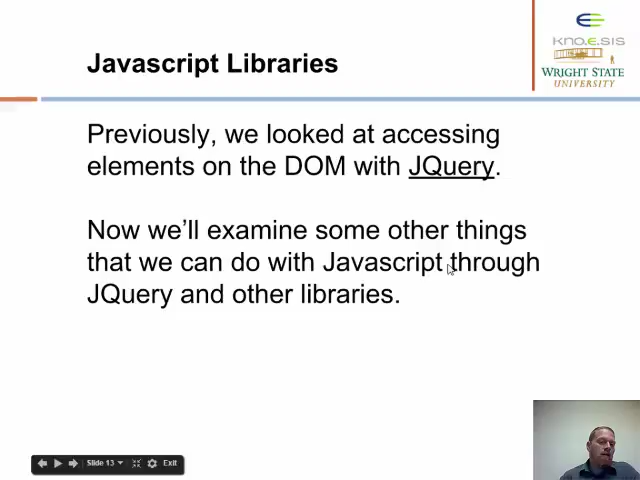 kno.e.sis
WRIGHT STATE
UNIVERSITY
Javascript Libraries
Previously, we looked at accessing
elements on the DOM with JQuery.
Now we'll examine some other things
that we can do with Javascript through
JQuery and other libraries.
Slide 13
Exit